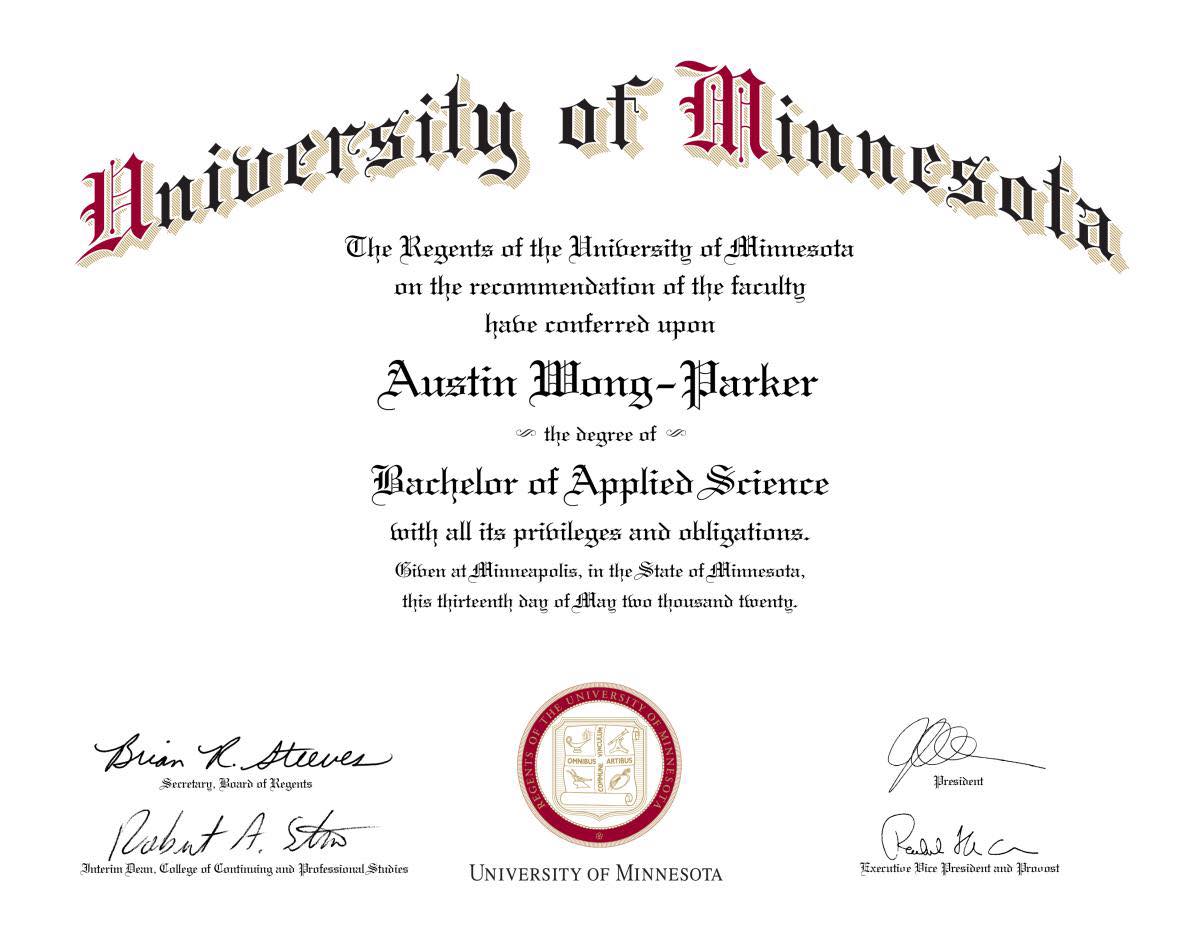 University of Minnesota
The Regents of the University of Minnesota
on the recommendation of the faculty
have conferred upon
Austin Wong-Parker
the degree of
Bachelor of Applied Science
with all its privileges and obligations.
Given at Minneapolis, in the State of Minnesota,
this thirteenth day of May two thousand twenty.
Brian R. Steeves
Secretary, Board of Regents
Robert A. Stine
Interim Dean, College of Continuing and Professional Studies
REGENTS OF THE UNIVERSITY OF MINNESOTA
OMNIBUS ARTIBUS
COMMUNE VINCULUM
UNIVERSITY OF MINNESOTA
President
Executive Vice President and Provost